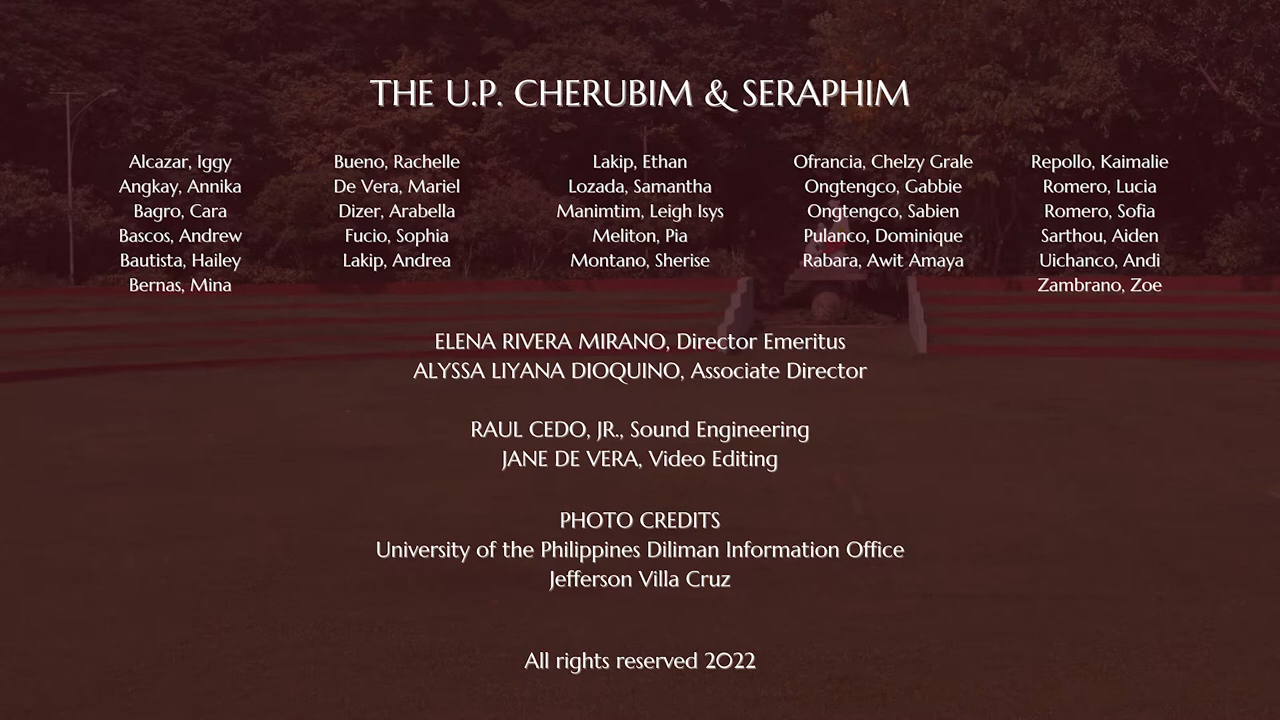 THE U.P. CHERUBIM & SERAPHIM
Alcazar, Iggy
Angkay, Annika
Bagro, Cara
Bascos, Andrew
Bautista, Hailey
Bernas, Mina
Bueno, Rachelle
De Vera, Mariel
Dizer, Arabella
Fucio, Sophia
Lakip, Andrea
Lakip, Ethan
Lozada, Samantha
Manimtim, Leigh Isys
Meliton, Pia
Montano, Sherise
Ofrancia, Chelzy Grale
Ongtengco, Gabbie
Ongtengco, Sabien
Pulanco, Dominique
Rabara, Awit Amaya
Repollo, Kaimalie
Romero, Lucia
Romero, Sofia
Sarthou, Aiden
Uichanco, Andi
Zambrano, Zoe
ELENA RIVERA MIRANO, Director Emeritus
ALYSSA LIYANA DIOQUINO, Associate Director
RAUL CEDO, JR., Sound Engineering
JANE DE VERA, Video Editing
PHOTO CREDITS
University of the Philippines Diliman Information Office
Jefferson Villa Cruz
All rights reserved 2022